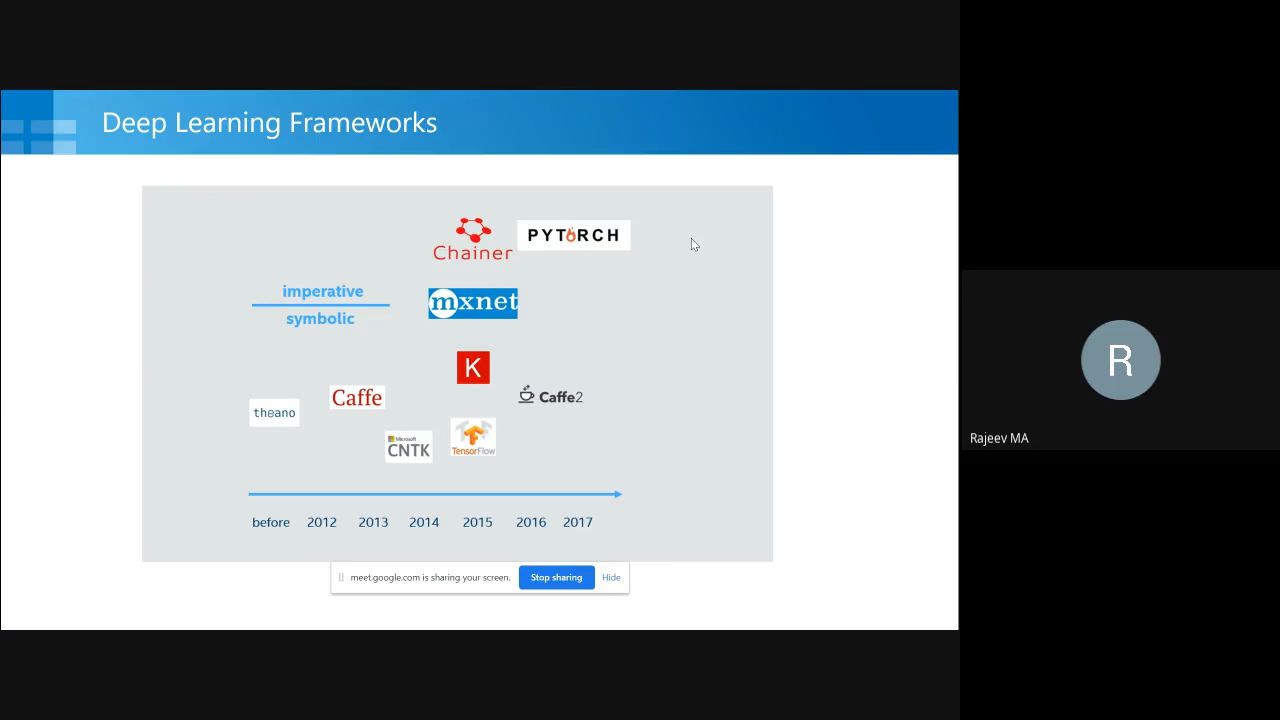 Deep Learning Frameworks
Chainer
PYTORCH
imperative
symbolic
mxnet
K
theano
Caffe
Caffe2
Microsoft
CNTK
TensorFlow
before 2012 2013 2014 2015 2016 2017
meet.google.com is sharing your screen. Stop sharing Hide
R
Rajeev MA